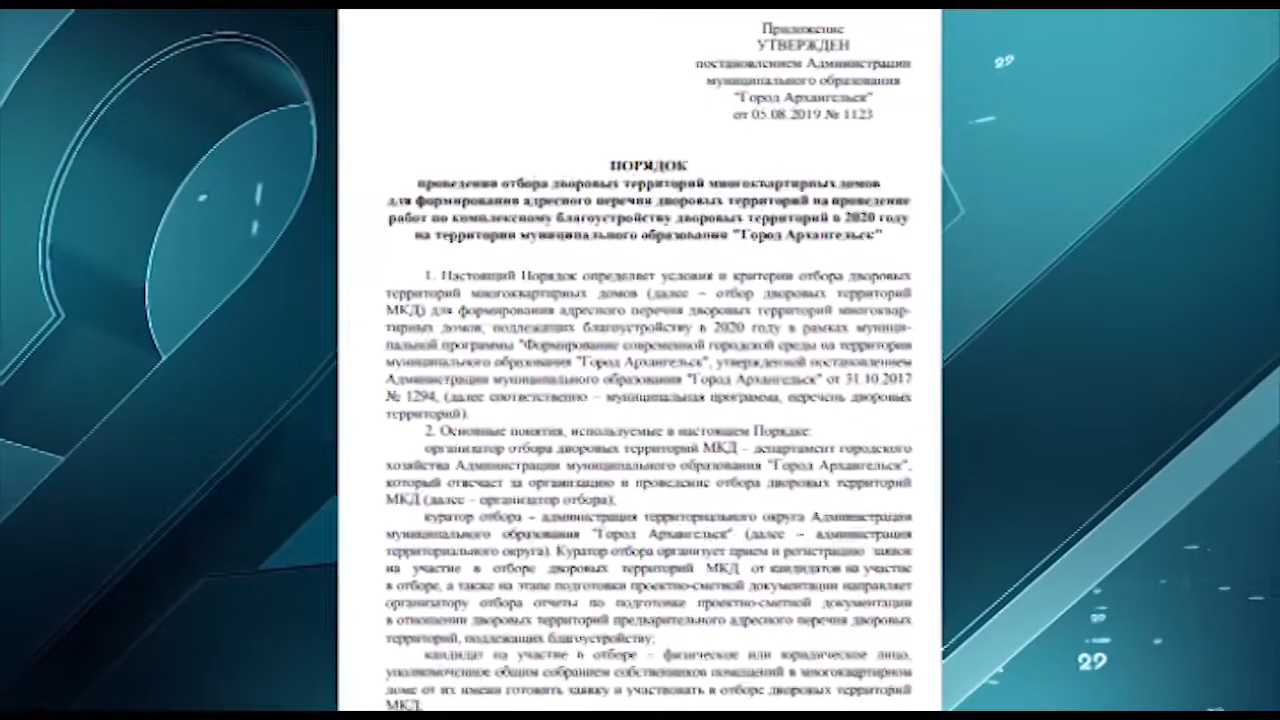 Приложение
УТВЕРЖДЕН
постановлением Администрации
муниципального образования
"Город Архангельск"
от 05.08.2019 № 1123
29
ПОРЯДОК
проведения отбора дворовых территорий многоквартирных домов
для формирования адресного перечня дворовых территорий на проведение
работ по комплексному благоустройству дворовых территорий в 2020 году
на территории муниципального образования "Город Архангельск"
1. Настоящий Порядок определяет условия и критерии отбора дворовых
территорий многоквартирных домов (далее – отбор дворовых территорий
МКД) для формирования адресного перечня дворовых территорий многоквар-
тирных домов, подлежащих благоустройству в 2020 году в рамках муници-
пальной программы "Формирование современной городской среды на территории
муниципального образования "Город Архангельск", утвержденной постановлением
Администрации муниципального образования "Город Архангельск" от 31.10.2017
№ 1294, (далее соответственно – муниципальная программа, перечень дворовых
территорий).
2. Основные понятия, используемые в настоящем Порядке:
организатор отбора дворовых территорий МКД – департамент городского
хозяйства Администрации муниципального образования "Город Архангельск",
который отвечает за организацию и проведение отбора дворовых территорий
МКД (далее – организатор отбора);
куратор отбора – администрация территориального округа Администрации
муниципального образования "Город Архангельск" (далее – администрация
территориального округа). Куратор отбора организует прием и регистрацию заявок
на участие в отборе дворовых территорий МКД от кандидатов на участие
в отборе, а также на этапе подготовки проектно-сметной документации направляет
организатору отбора отчеты по подготовке проектно-сметной документации
в отношении дворовых территорий предварительного адресного перечня дворовых
территорий, подлежащих благоустройству;
кандидат на участие в отборе – физическое или юридическое лицо,
уполномоченное общим собранием собственников помещений в многоквартирном
доме от их имени готовить заявку и участвовать в отборе дворовых территорий
МКД;
29
29